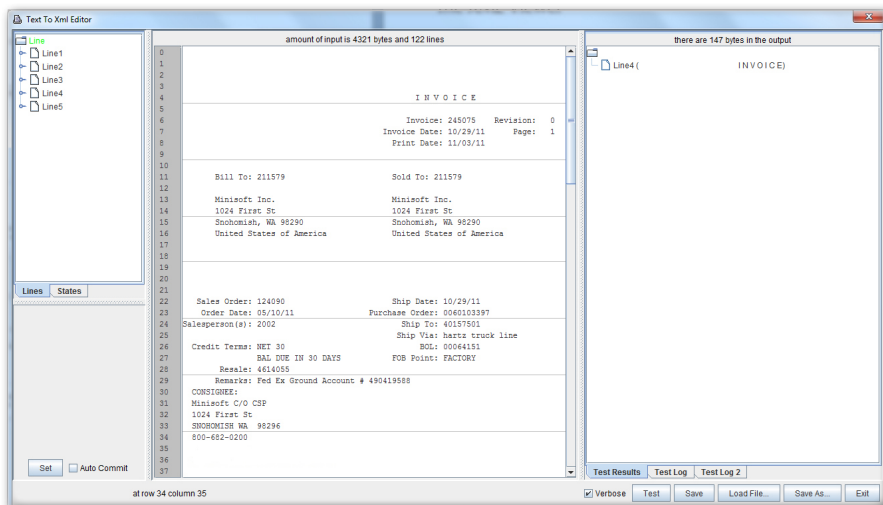 Text To Xml Editor
Line
Line1
Line2
Line3
Line4
Line5
Lines States
Set Auto Commit
amount of input is 4321 bytes and 122 lines
0
1
2
3
4 I N V O I C E
5
6 Invoice: 245075 Revision: 0
7 Invoice Date: 10/29/11 Page: 1
8 Print Date: 11/03/11
9
10
11 Bill To: 211579 Sold To: 211579
12
13 Minisoft Inc. Minisoft Inc.
14 1024 First St 1024 First St
15 Snohomish, WA 98290 Snohomish, WA 98290
16 United States of America United States of America
17
18
19
20
21
22 Sales Order: 124090 Ship Date: 10/29/11
23 Order Date: 05/10/11 Purchase Order: 0060103397
24 Salesperson(s): 2002 Ship To: 40157501
25 Ship Via: hartz truck line
26 Credit Terms: NET 30 BOL: 00064151
27 BAL DUE IN 30 DAYS FOB Point: FACTORY
28 Resale: 4614055
29 Remarks: Fed Ex Ground Account # 490419588
30 CONSIGNEE:
31 Minisoft C/O CSP
32 1024 First St
33 SNOHOMISH WA 98296
34 800-682-0200
35
36
37
there are 147 bytes in the output
Line4 ( I N V O I C E)
Test Results Test Log Test Log 2
at row 34 column 35
Verbose Test Save Load File... Save As... Exit